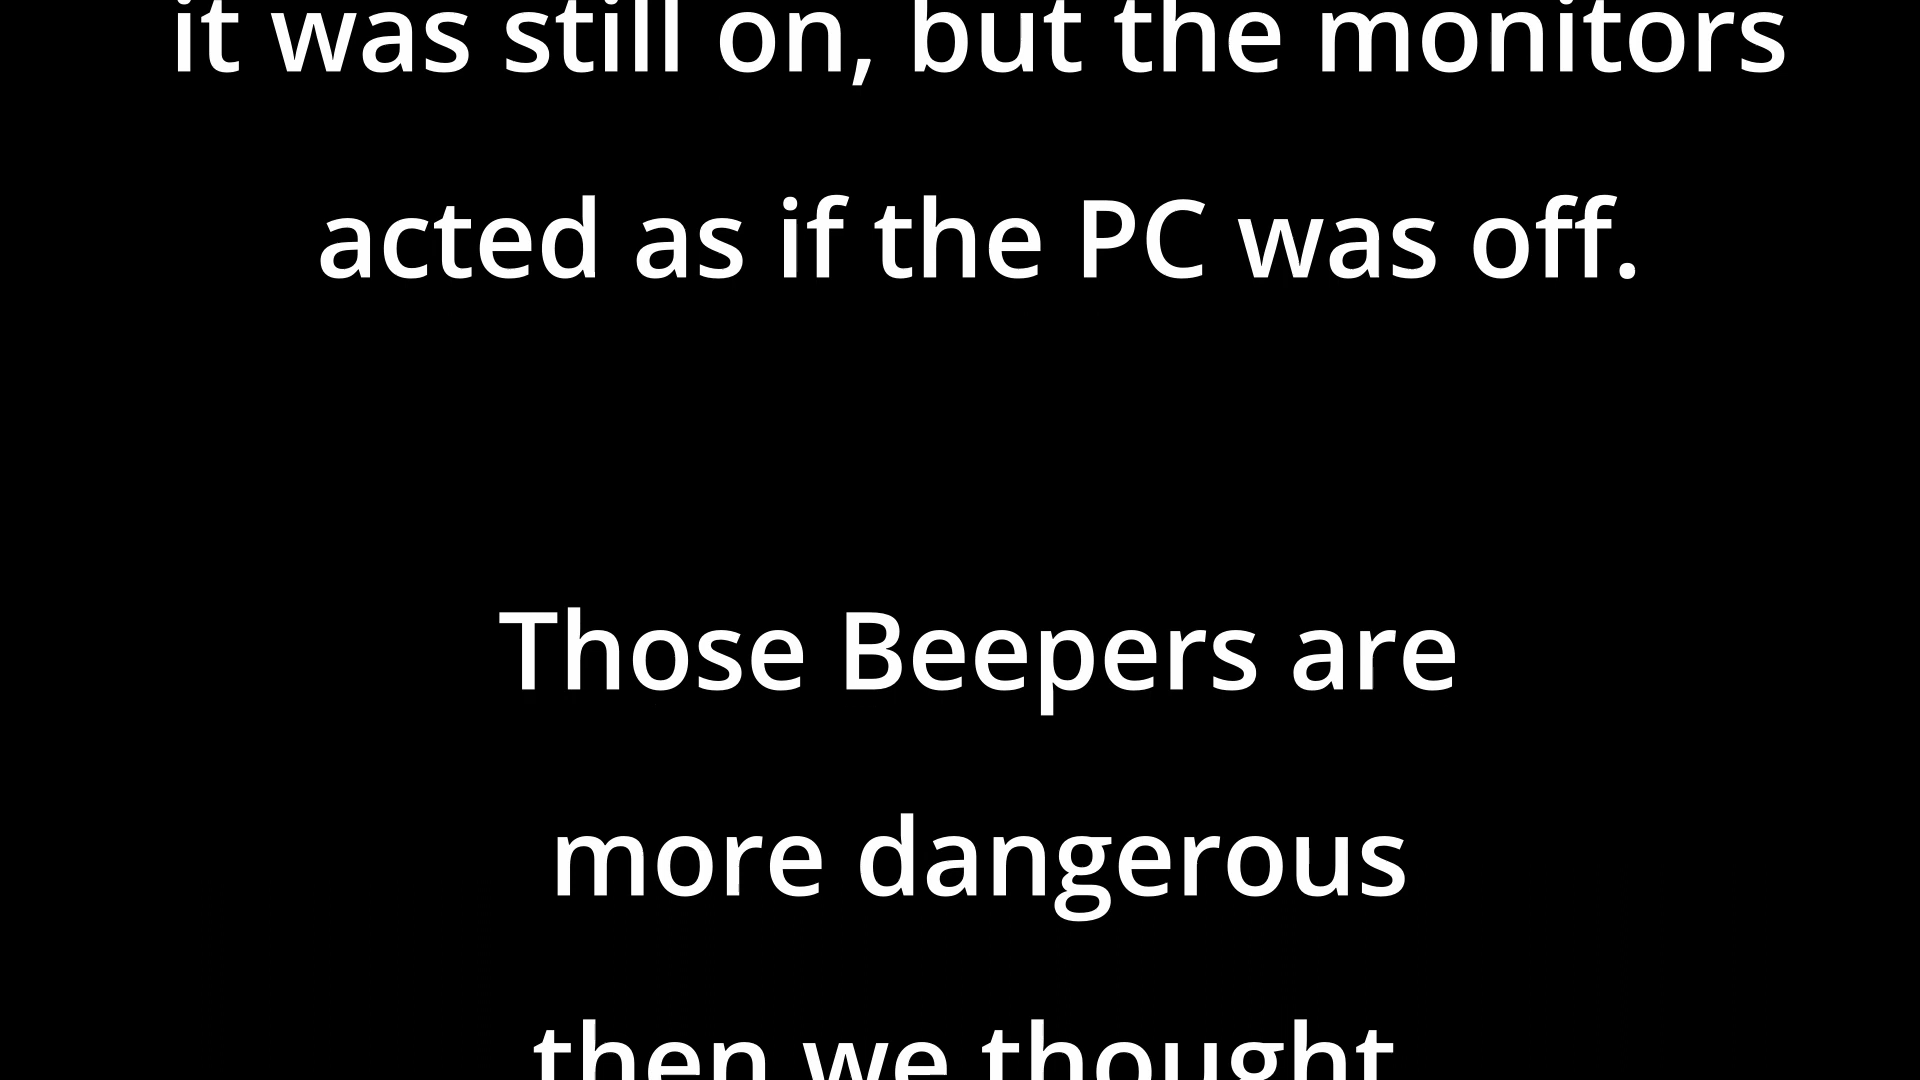 it was still on, but the monitors
acted as if the PC was off.
Those Beepers are
more dangerous
then we thought